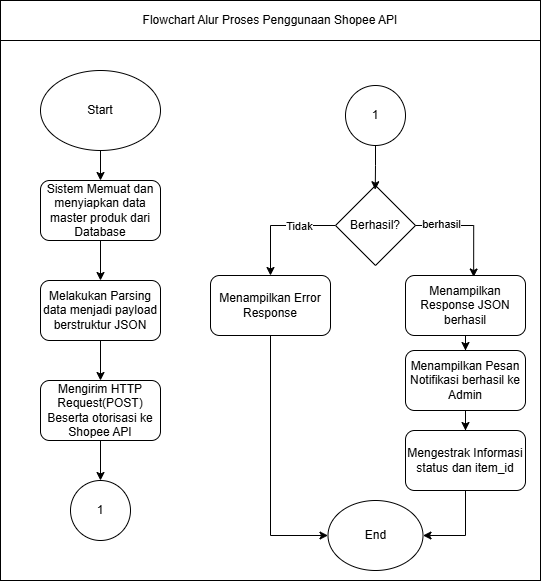 Flowchart Alur Proses Penggunaan Shopee API
Start
Sistem Memuat dan
menyiapkan data
master produk dari
Database
Melakukan Parsing
data menjadi payload
berstruktur JSON
Mengirim HTTP
Request(POST)
Beserta otorisasi ke
Shopee API
1
1
Berhasil?
Tidak
berhasil
Menampilkan Error
Response
Menampilkan
Response JSON
berhasil
Menampilkan Pesan
Notifikasi berhasil ke
Admin
Mengestrak Informasi
status dan item_id
End